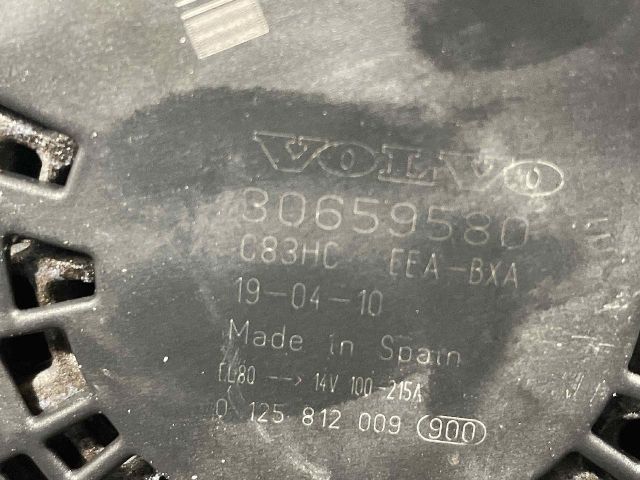 VOLVO
30659580
C83HC EEA-BXA
19-04-10
Made in Spain
EL80 --> 14V 100-215A
0 125 812 009 900